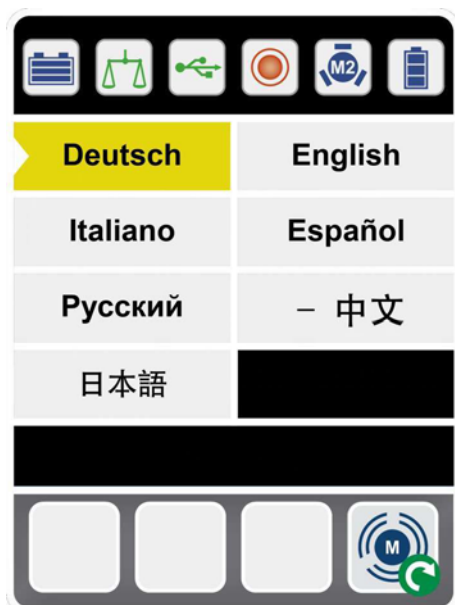 M2
Deutsch English
Italiano Español
Русский – 中文
日本語
M